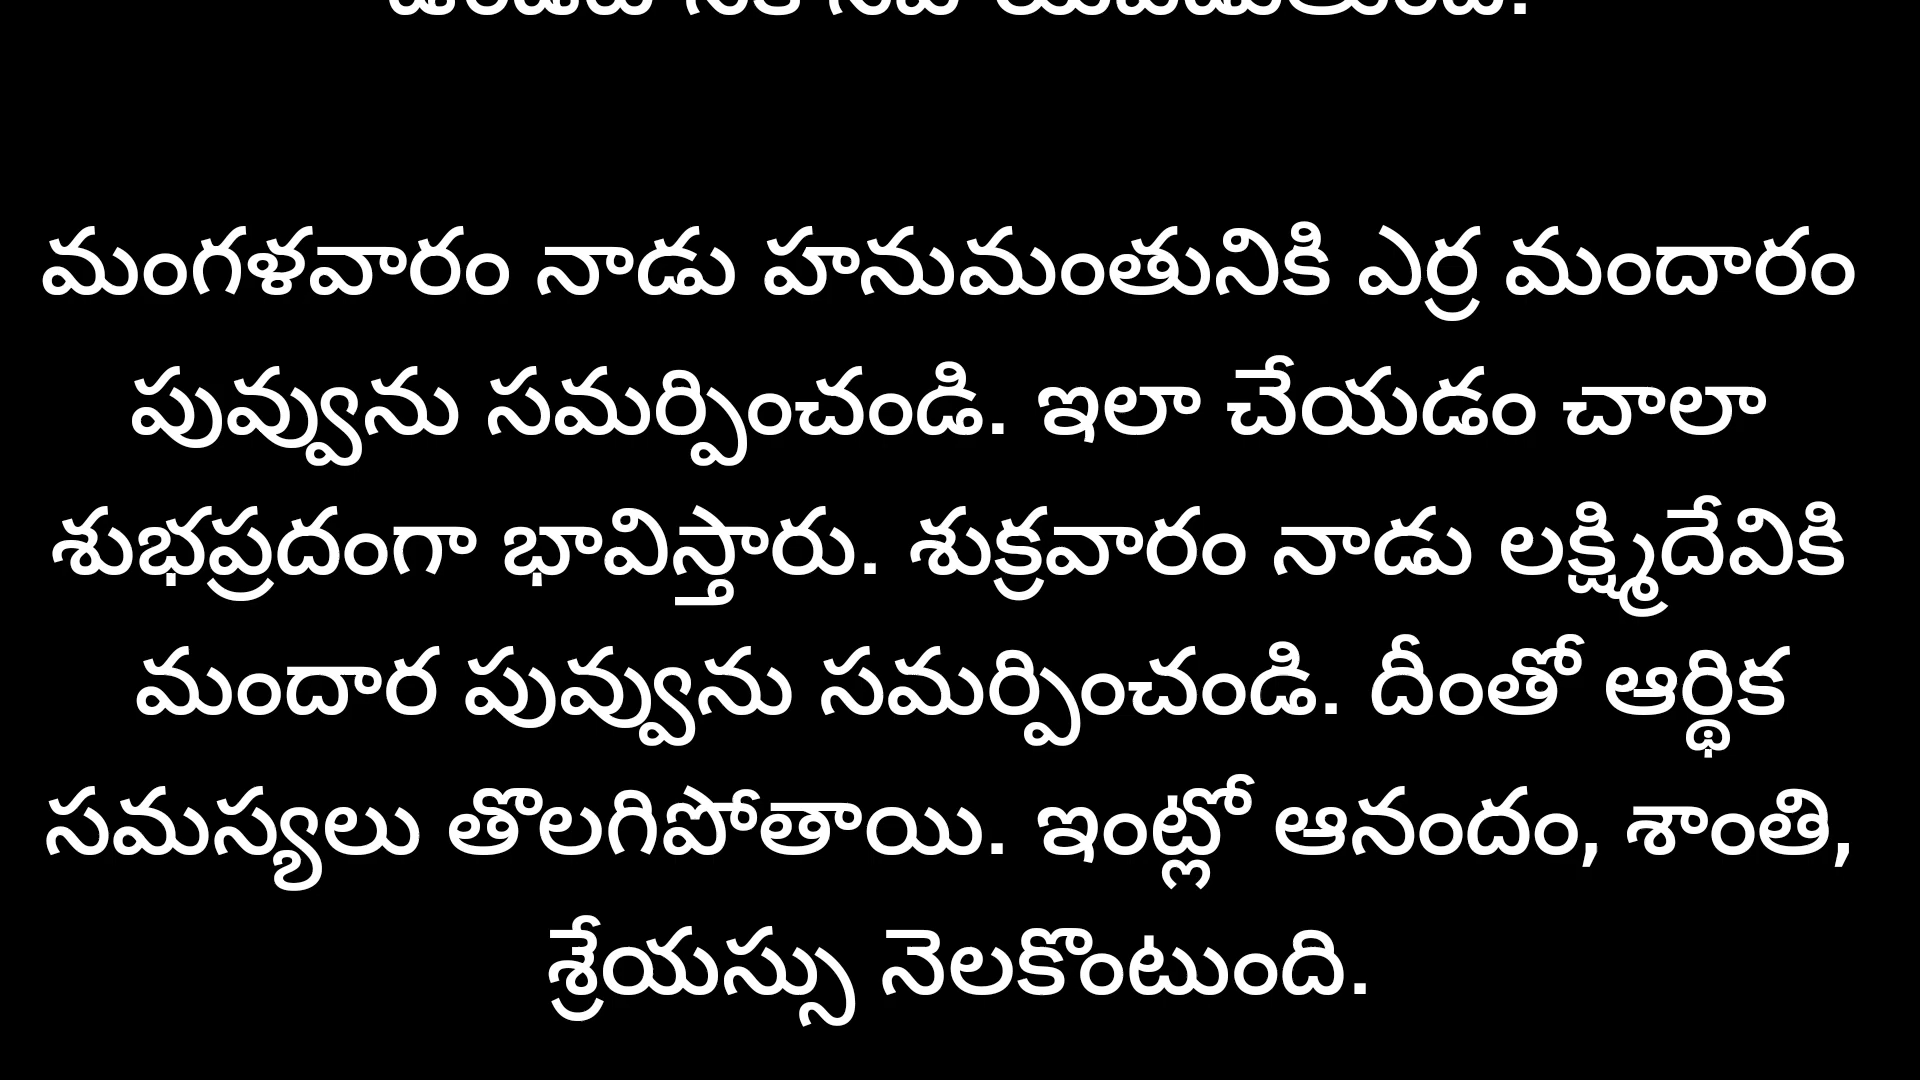 మంగళవారం నాడు హనుమంతునికి ఎర్ర మందారం
పువ్వును సమర్పించండి. ఇలా చేయడం చాలా
శుభప్రదంగా భావిస్తారు. శుక్రవారం నాడు లక్ష్మిదేవికి
మందార పువ్వును సమర్పించండి. దీంతో ఆర్థిక
సమస్యలు తొలగిపోతాయి. ఇంట్లో ఆనందం, శాంతి,
శ్రేయస్సు నెలకొంటుంది.